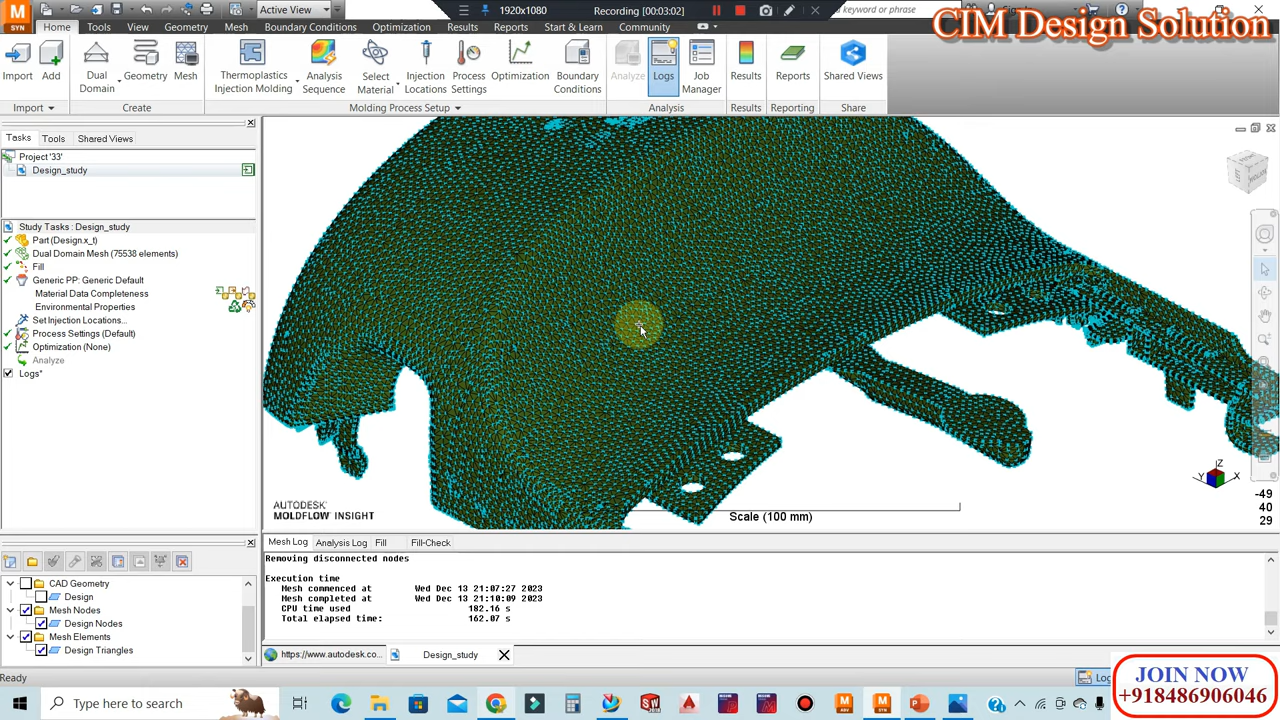 M
SYN
Active View
1920x1080
Recording [00:03:02]
keyword or phrase
CIM Design Solution
Home
Tools
View
Geometry
Mesh
Boundary Conditions
Optimization
Results
Reports
Start & Learn
Community
Import
Add
Dual
Domain
Geometry
Mesh
Thermoplastics
Injection Molding
Analysis
Sequence
Select
Material
Injection
Locations
Process
Settings
Optimization
Boundary
Conditions
Analyze
Logs
Job
Manager
Results
Reports
Shared Views
Import
Create
Molding Process Setup
Analysis
Results
Reporting
Share
Tasks
Tools
Shared Views
Project '33'
Design_study
Study Tasks : Design_study
Part (Design.x_t)
Dual Domain Mesh (75538 elements)
Fill
Generic PP: Generic Default
Material Data Completeness
Environmental Properties
Set Injection Locations...
Process Settings (Default)
Optimization (None)
Analyze
Logs*
AUTODESK
MOLDFLOW INSIGHT
Scale (100 mm)
Z
Y
X
-49
40
29
CAD Geometry
Design
Mesh Nodes
Design Nodes
Mesh Elements
Design Triangles
Mesh Log
Analysis Log
Fill
Fill-Check
Removing disconnected nodes
Execution time
Mesh commenced at Wed Dec 13 21:07:27 2023
Mesh completed at Wed Dec 13 21:10:09 2023
CPU time used 182.16 s
Total elapsed time: 162.07 s
https://www.autodesk.co...
Design_study
Ready
Log
JOIN NOW
+918486906046
Type here to search